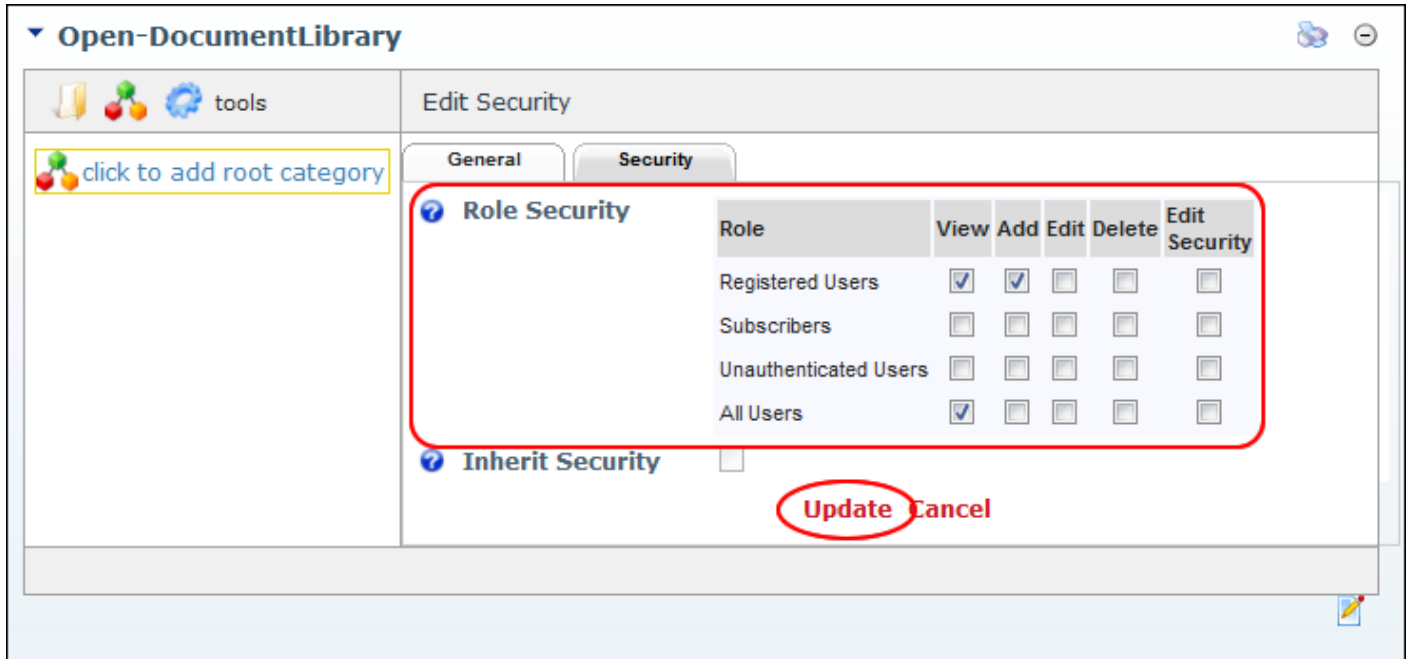 Open-DocumentLibrary
tools
Edit Security
click to add root category
General Security
Role Security
Role View Add Edit Delete Edit Security
Registered Users
Subscribers
Unauthenticated Users
All Users
Inherit Security
Update Cancel